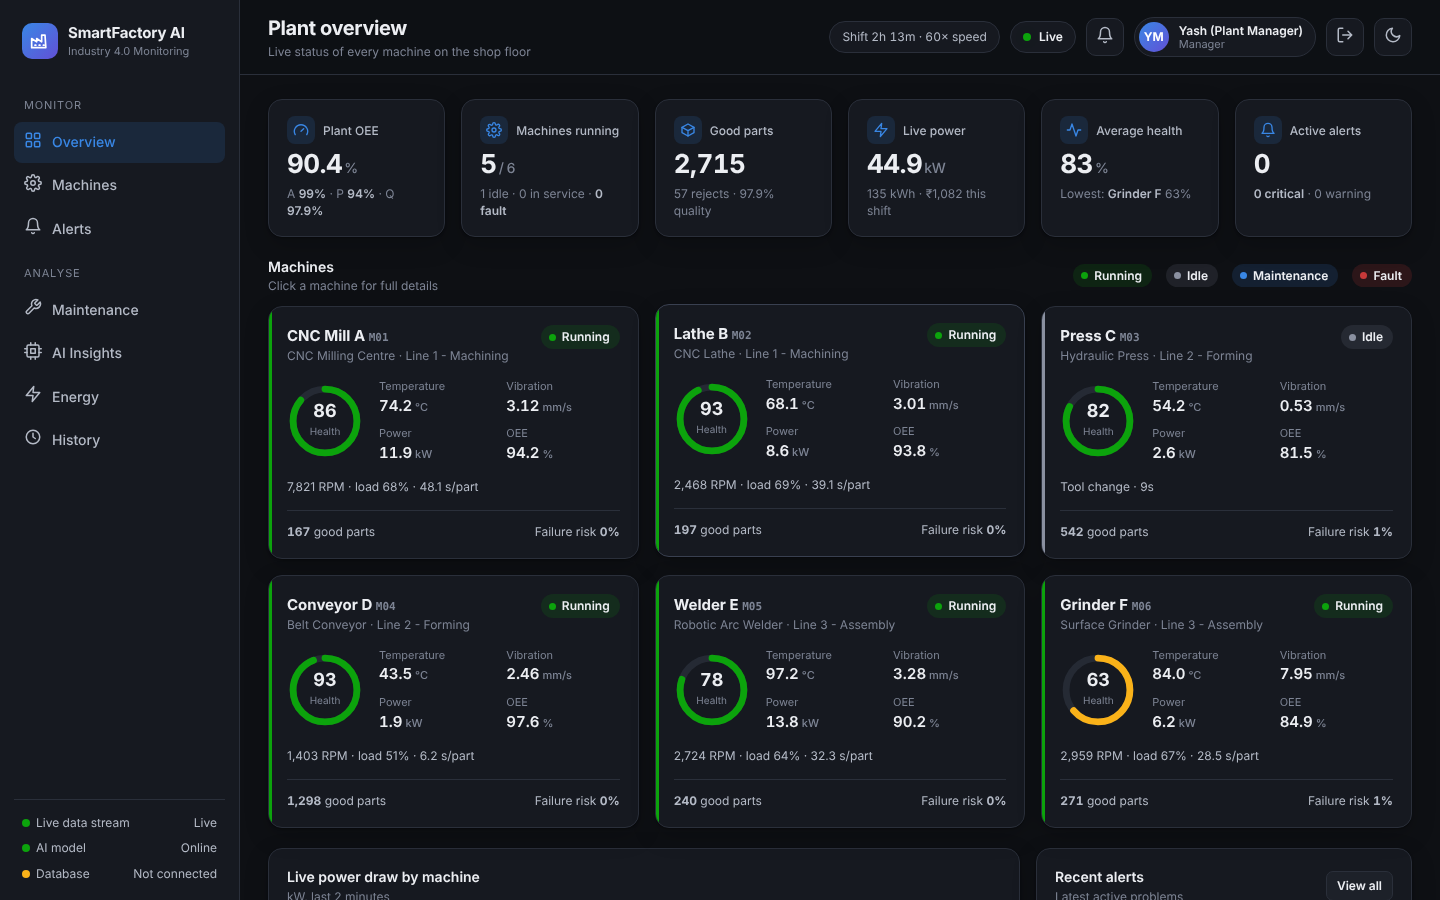 SmartFactory AI
Industry 4.0 Monitoring
MONITOR
Overview
Machines
Alerts
ANALYSE
Maintenance
AI Insights
Energy
History
Live data stream Live
AI model Online
Database Not connected
Plant overview
Live status of every machine on the shop floor
Shift 2h 13m · 60× speed
Live
YM
Yash (Plant Manager)
Manager
Plant OEE
90.4 %
A 99% · P 94% · Q
97.9%
Machines running
5 / 6
1 idle · 0 in service · 0
fault
Good parts
2,715
57 rejects · 97.9%
quality
Live power
44.9 kW
135 kWh · ₹1,082 this
shift
Average health
83 %
Lowest: Grinder F 63%
Active alerts
0
0 critical · 0 warning
Machines
Click a machine for full details
Running
Idle
Maintenance
Fault
CNC Mill A M01
Running
CNC Milling Centre · Line 1 - Machining
86
Health
Temperature
74.2 °C
Vibration
3.12 mm/s
Power
11.9 kW
OEE
94.2 %
7,821 RPM · load 68% · 48.1 s/part
167 good parts
Failure risk 0%
Lathe B M02
Running
CNC Lathe · Line 1 - Machining
93
Health
Temperature
68.1 °C
Vibration
3.01 mm/s
Power
8.6 kW
OEE
93.8 %
2,468 RPM · load 69% · 39.1 s/part
197 good parts
Failure risk 0%
Press C M03
Idle
Hydraulic Press · Line 2 - Forming
82
Health
Temperature
54.2 °C
Vibration
0.53 mm/s
Power
2.6 kW
OEE
81.5 %
Tool change · 9s
542 good parts
Failure risk 1%
Conveyor D M04
Running
Belt Conveyor · Line 2 - Forming
93
Health
Temperature
43.5 °C
Vibration
2.46 mm/s
Power
1.9 kW
OEE
97.6 %
1,403 RPM · load 51% · 6.2 s/part
1,298 good parts
Failure risk 0%
Welder E M05
Running
Robotic Arc Welder · Line 3 - Assembly
78
Health
Temperature
97.2 °C
Vibration
3.28 mm/s
Power
13.8 kW
OEE
90.2 %
2,724 RPM · load 64% · 32.3 s/part
240 good parts
Failure risk 0%
Grinder F M06
Running
Surface Grinder · Line 3 - Assembly
63
Health
Temperature
84.0 °C
Vibration
7.95 mm/s
Power
6.2 kW
OEE
84.9 %
2,959 RPM · load 67% · 28.5 s/part
271 good parts
Failure risk 1%
Live power draw by machine
kW, last 2 minutes
Recent alerts
Latest active problems
View all